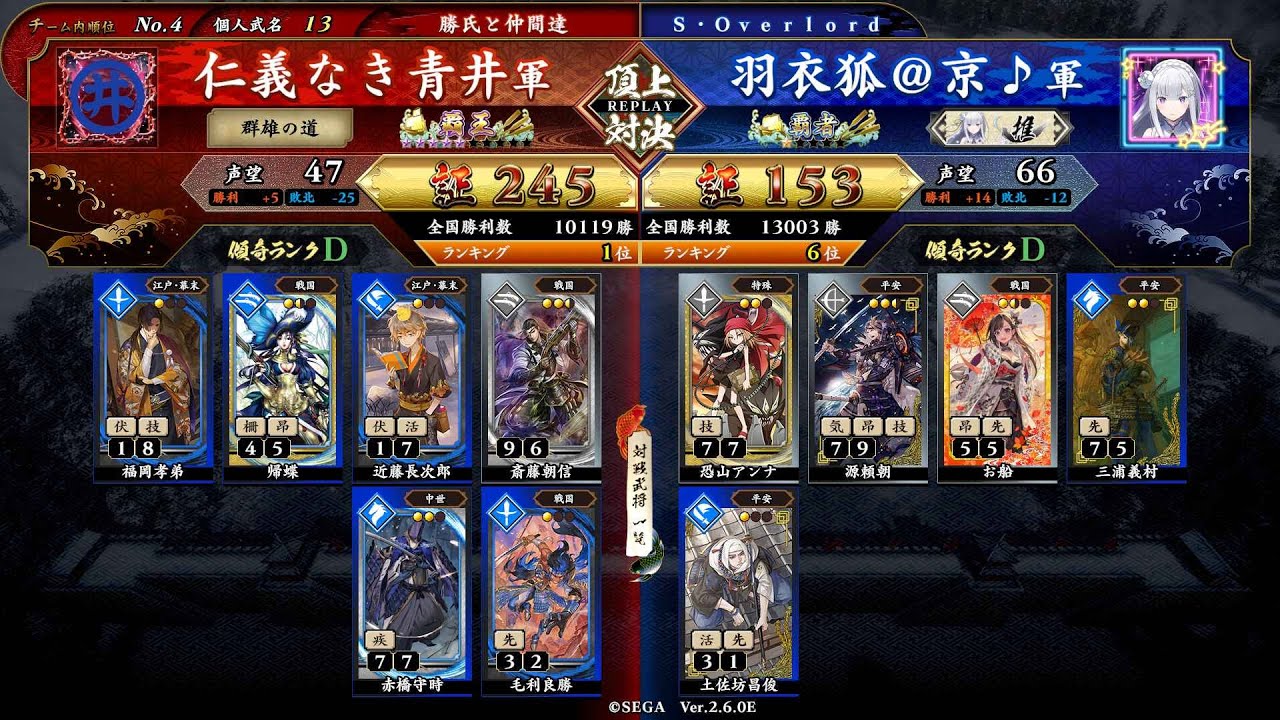 チーム内順位 No.4 個人武名 13 勝氏と仲間達
S・Overlord
仁義なき青井軍
井
群雄の道
覇王
頂上
REPLAY
対決
羽衣狐@京♪軍
覇者
推
声望 47
勝利 +5 敗北 -25
証 245
証 153
声望 66
勝利 +14 敗北 -12
全国勝利数 10119勝
全国勝利数 13003勝
傾奇ランクD
ランキング 1位
ランキング 6位
傾奇ランクD
江戸・幕末
伏 技
1 8
福岡孝弟
戦国
柵 昂
4 5
帰蝶
江戸・幕末
伏 活
1 7
近藤長次郎
戦国
9 6
斎藤朝信
特殊
技
7 7
恐山アンナ
平安
気 昂 技
7 9
源頼朝
戦国
昂 先
5 5
お船
平安
先
7 5
三浦義村
対戦武将一覧
中世
疾
7 7
赤橋守時
戦国
先
3 2
毛利良勝
平安
活 先
3 1
土佐坊昌俊
©SEGA Ver.2.6.0E